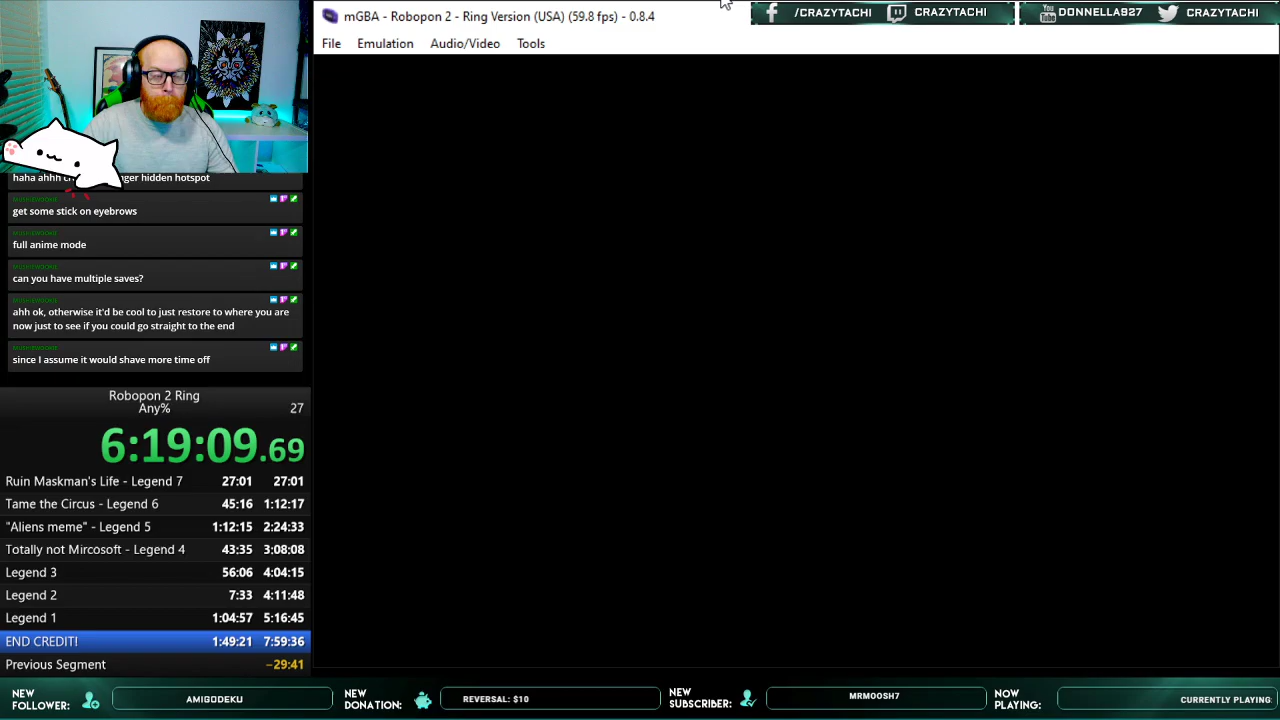 mGBA - Robopon 2 - Ring Version (USA) (59.8 fps) - 0.8.4
/CRAZYTACHI
CRAZYTACHI
You Tube DONNELLAB27
CRAZYTACHI
File Emulation Audio/Video Tools
haha ahhh hidden hotspot
get some stick on eyebrows
full anime mode
can you have multiple saves?
ahh ok, otherwise it'd be cool to just restore to where you are
now just to see if you could go straight to the end
since I assume it would shave more time off
Robopon 2 Ring
Any% 27
6:19:09.69
Ruin Maskman's Life - Legend 7 27:01 27:01
Tame the Circus - Legend 6 45:16 1:12:17
"Aliens meme" - Legend 5 1:12:15 2:24:33
Totally not Mircosoft - Legend 4 43:35 3:08:08
Legend 3 56:06 4:04:15
Legend 2 7:33 4:11:48
Legend 1 1:04:57 5:16:45
END CREDIT! 1:49:21 7:59:36
Previous Segment −29:41
NEW FOLLOWER: AMIGODEKU
NEW DONATION: REVERSAL: $10
NEW SUBSCRIBER: MRMOOSH7
NOW PLAYING: CURRENTLY PLAYING: